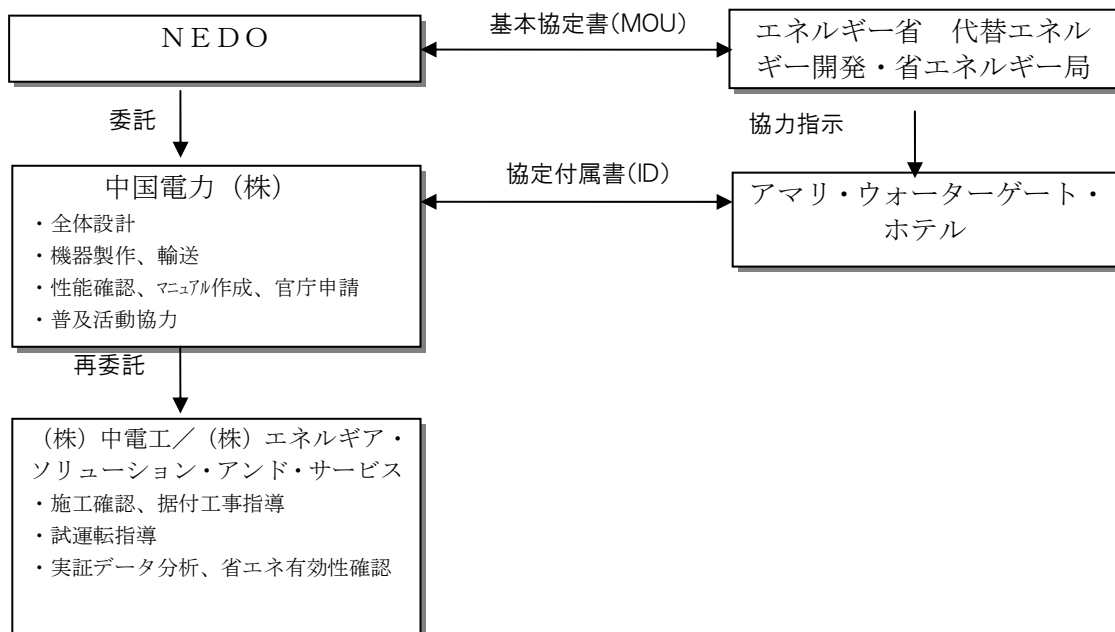 NEDO
基本協定書(MOU)
エネルギー省　代替エネル
ギー開発・省エネルギー局
委託
協力指示
中国電力（株）
・全体設計
・機器製作、輸送
・性能確認、ﾏﾆｭｱﾙ作成、官庁申請
・普及活動協力
協定付属書(ID)
アマリ・ウォーターゲート・
ホテル
再委託
（株）中電工／（株）エネルギア・
ソリューション・アンド・サービス
・施工確認、据付工事指導
・試運転指導
・実証データ分析、省エネ有効性確認